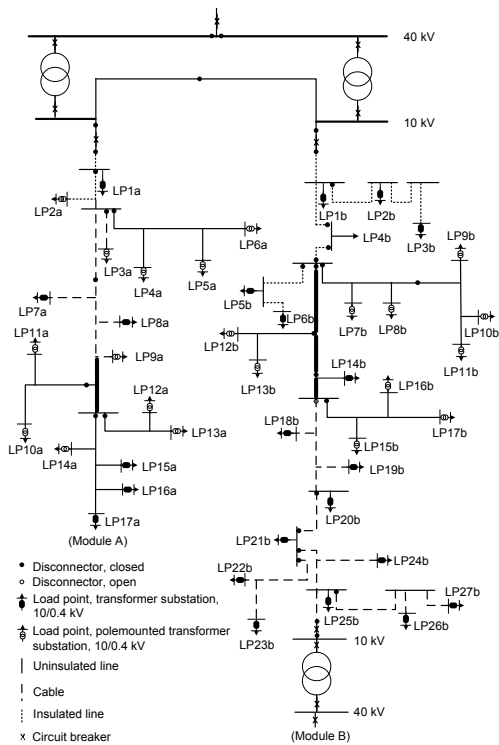 40 kV
10 kV
LP1a
LP2a
LP3a
LP4a
LP5a
LP6a
LP7a
LP8a
LP9a
LP11a
LP12a
LP10a
LP13a
LP14a
LP15a
LP16a
LP17a
(Module A)
LP1b
LP2b
LP3b
LP4b
LP9b
LP5b
LP6b
LP7b
LP8b
LP10b
LP12b
LP11b
LP13b
LP14b
LP16b
LP18b
LP15b
LP17b
LP19b
LP20b
LP21b
LP22b
LP24b
LP23b
LP25b
LP27b
LP26b
10 kV
40 kV
(Module B)
Disconnector, closed
Disconnector, open
Load point, transformer substation,
10/0.4 kV
Load point, polemounted transformer
substation, 10/0.4 kV
Uninsulated line
Cable
Insulated line
Circuit breaker